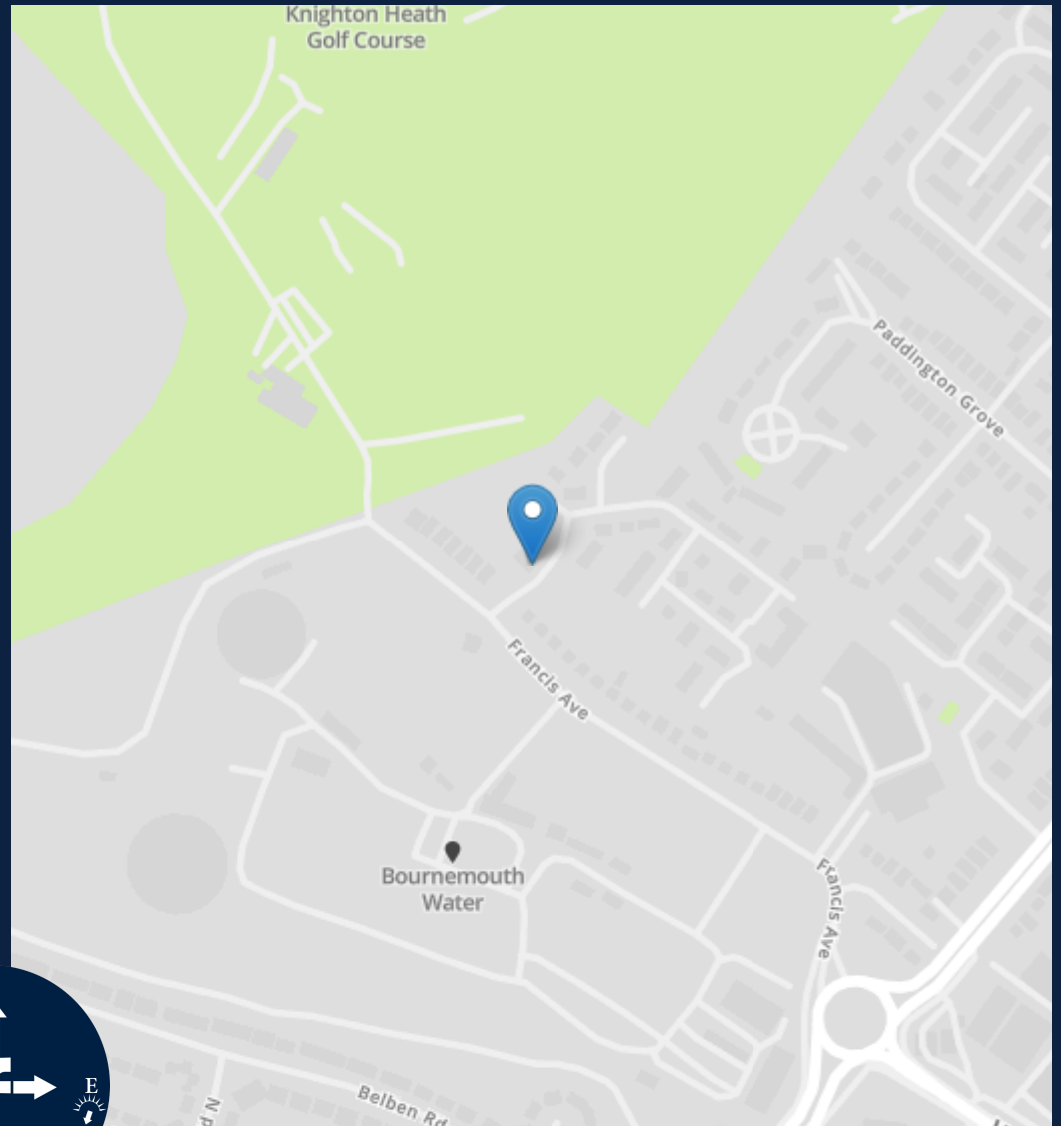 Knighton Heath
Golf Course
Paddington Grove
Francis Ave
Bournemouth
Water
Francis Ave
E
Belben Rd